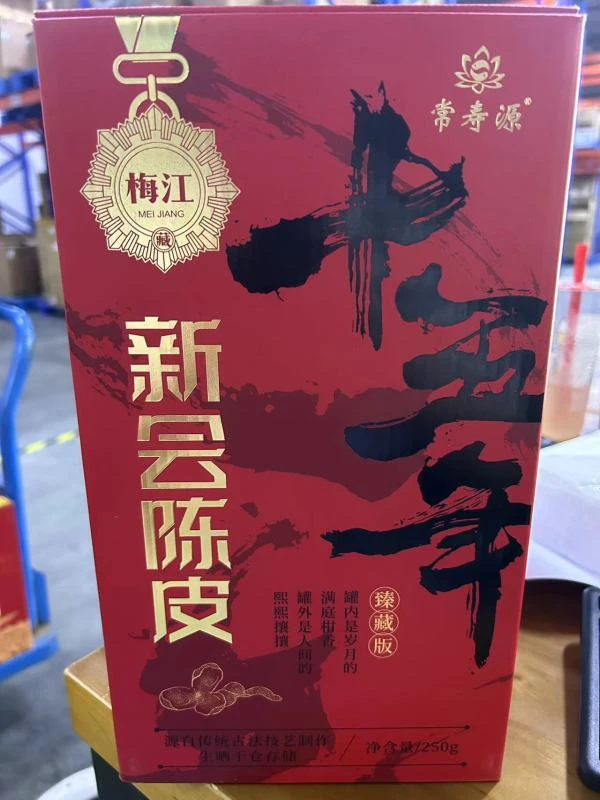 常寿源
梅江
MEI JIANG
藏
十五年
新会陈皮
臻藏版
罐内是岁月的
满庭柑香
罐外是人间的
熙熙攘攘
源自传统古法技艺制作
生晒干仓存储
净含量/250g